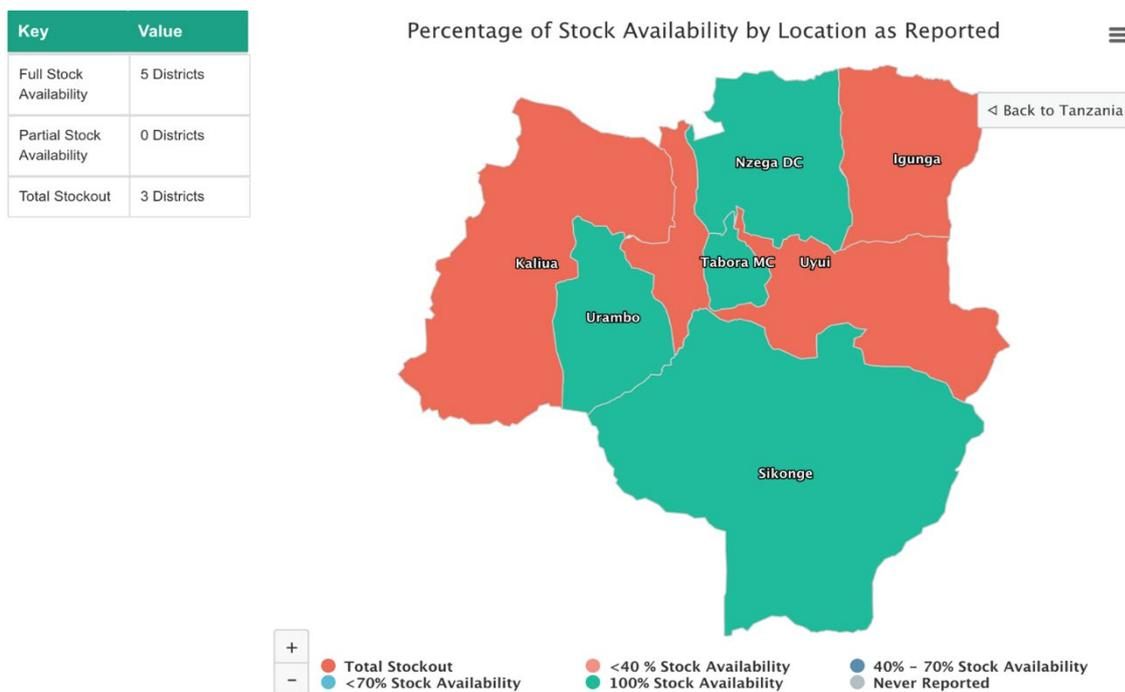 Key Value
Full Stock Availability 5 Districts
Partial Stock Availability 0 Districts
Total Stockout 3 Districts
Percentage of Stock Availability by Location as Reported
◁ Back to Tanzania
Nzega DC
Igunga
Kaliua
Tabora MC
Uyui
Urambo
Sikonge
+
−
Total Stockout
<40 % Stock Availability
40% – 70% Stock Availability
<70% Stock Availability
100% Stock Availability
Never Reported